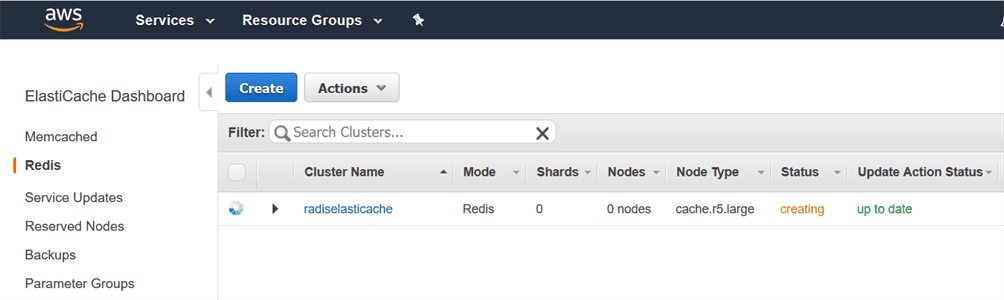 aws Services Resource Groups
ElastiCache Dashboard
Create Actions
Memcached
Redis
Service Updates
Reserved Nodes
Backups
Parameter Groups
Filter: Search Clusters...
Cluster Name Mode Shards Nodes Node Type Status Update Action Status
radiselasticache Redis 0 0 nodes cache.r5.large creating up to date